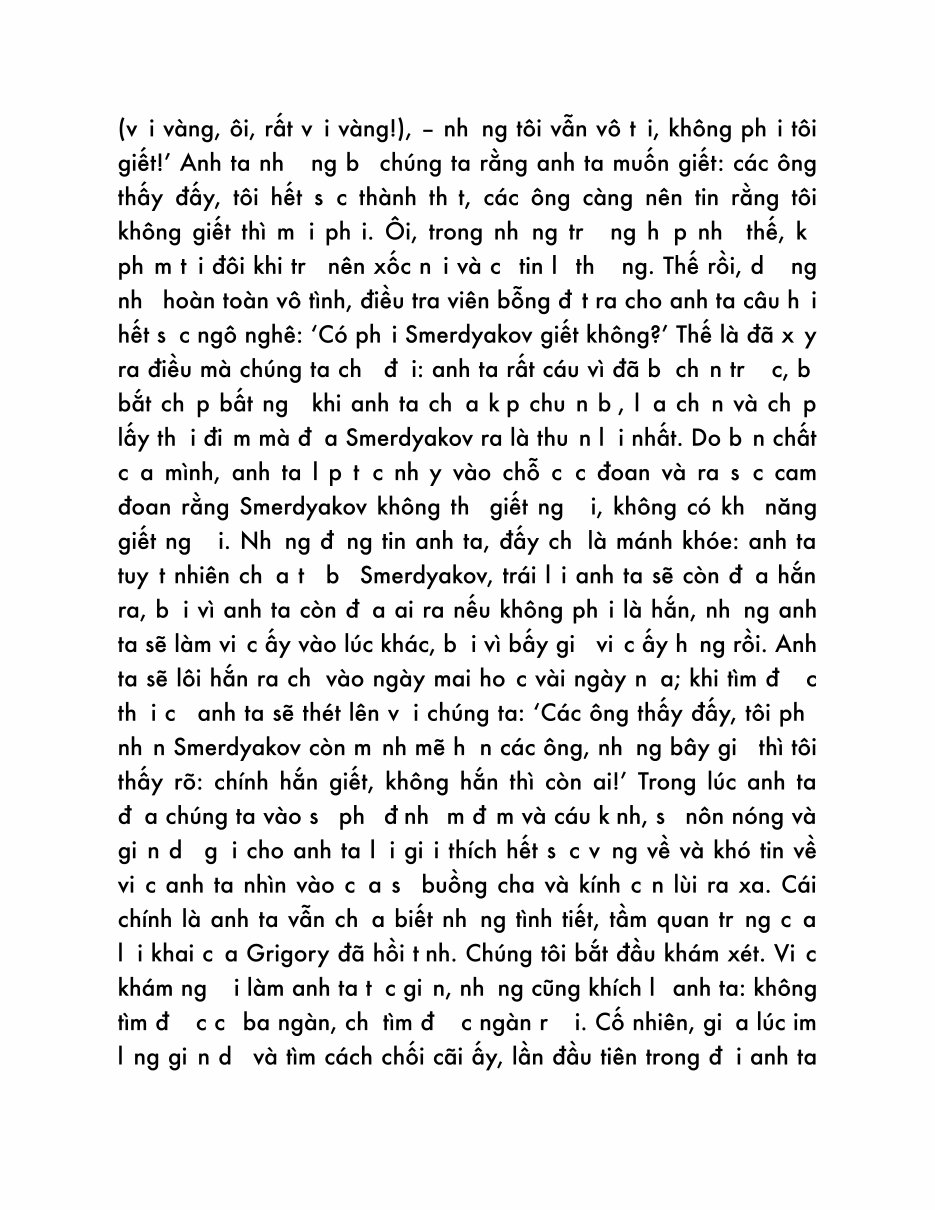 (v i vàng, ôi, rất v i vàng!), – nh ng tôi vẫn vô t i, không ph i tôi
giết!’ Anh ta nh ng b chúng ta rằng anh ta muốn giết: các ông
thấy đấy, tôi hết s c thành th t, các ông càng nên tin rằng tôi
không giết thì m i ph i. Ôi, trong nh ng tr ng h p nh thế, k
ph m t i đôi khi tr nên xốc n i và c tin l th ng. Thế rồi, d ng
nh hoàn toàn vô tình, điều tra viên bỗng đ t ra cho anh ta câu h i
hết s c ngô nghê: ‘Có ph i Smerdyakov giết không?’ Thế là đã x y
ra điều mà chúng ta ch đ i: anh ta rất cáu vì đã b ch n tr c, b
bắt ch p bất ng khi anh ta ch a k p chu n b , l a ch n và ch p
lấy th i đi m mà đ a Smerdyakov ra là thu n l i nhất. Do b n chất
c a mình, anh ta l p t c nh y vào chỗ c c đoan và ra s c cam
đoan rằng Smerdyakov không th giết ng i, không có kh năng
giết ng i. Nh ng đ ng tin anh ta, đấy ch là mánh khóe: anh ta
tuy t nhiên ch a t b Smerdyakov, trái l i anh ta sẽ còn đ a hắn
ra, b i vì anh ta còn đ a ai ra nếu không ph i là hắn, nh ng anh
ta sẽ làm vi c ấy vào lúc khác, b i vì bấy gi vi c ấy h ng rồi. Anh
ta sẽ lôi hắn ra ch vào ngày mai ho c vài ngày n a; khi tìm đ c
th i c anh ta sẽ thét lên v i chúng ta: ‘Các ông thấy đấy, tôi ph
nh n Smerdyakov còn m nh mẽ h n các ông, nh ng bây gi thì tôi
thấy rõ: chính hắn giết, không hắn thì còn ai!’ Trong lúc anh ta
đ a chúng ta vào s ph đ nh m đ m và cáu k nh, s nôn nóng và
gi n d g i cho anh ta l i gi i thích hết s c v ng về và khó tin về
vi c anh ta nhìn vào c a s buồng cha và kính c n lùi ra xa. Cái
chính là anh ta vẫn ch a biết nh ng tình tiết, tầm quan tr ng c a
l i khai c a Grigory đã hồi t nh. Chúng tôi bắt đầu khám xét. Vi c
khám ng i làm anh ta t c gi n, nh ng cũng khích l anh ta: không
tìm đ c c ba ngàn, ch tìm đ c ngàn r i. Cố nhiên, gi a lúc im
l ng gi n d và tìm cách chối cãi ấy, lần đầu tiên trong đ i anh ta